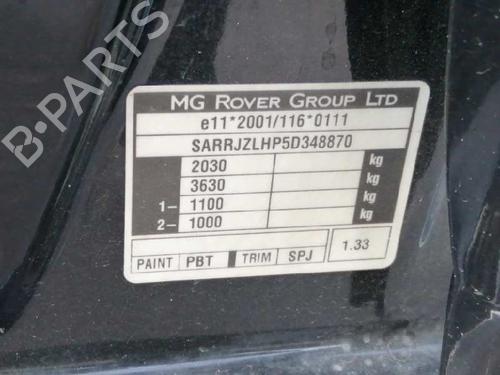 B-PARTS
MG ROVER GROUP LTD
e11*2001/116*0111
SARRJZLHP5D348870
2030 kg
3630 kg
1- 1100 kg
2- 1000 kg
PAINT PBT TRIM SPJ 1.33